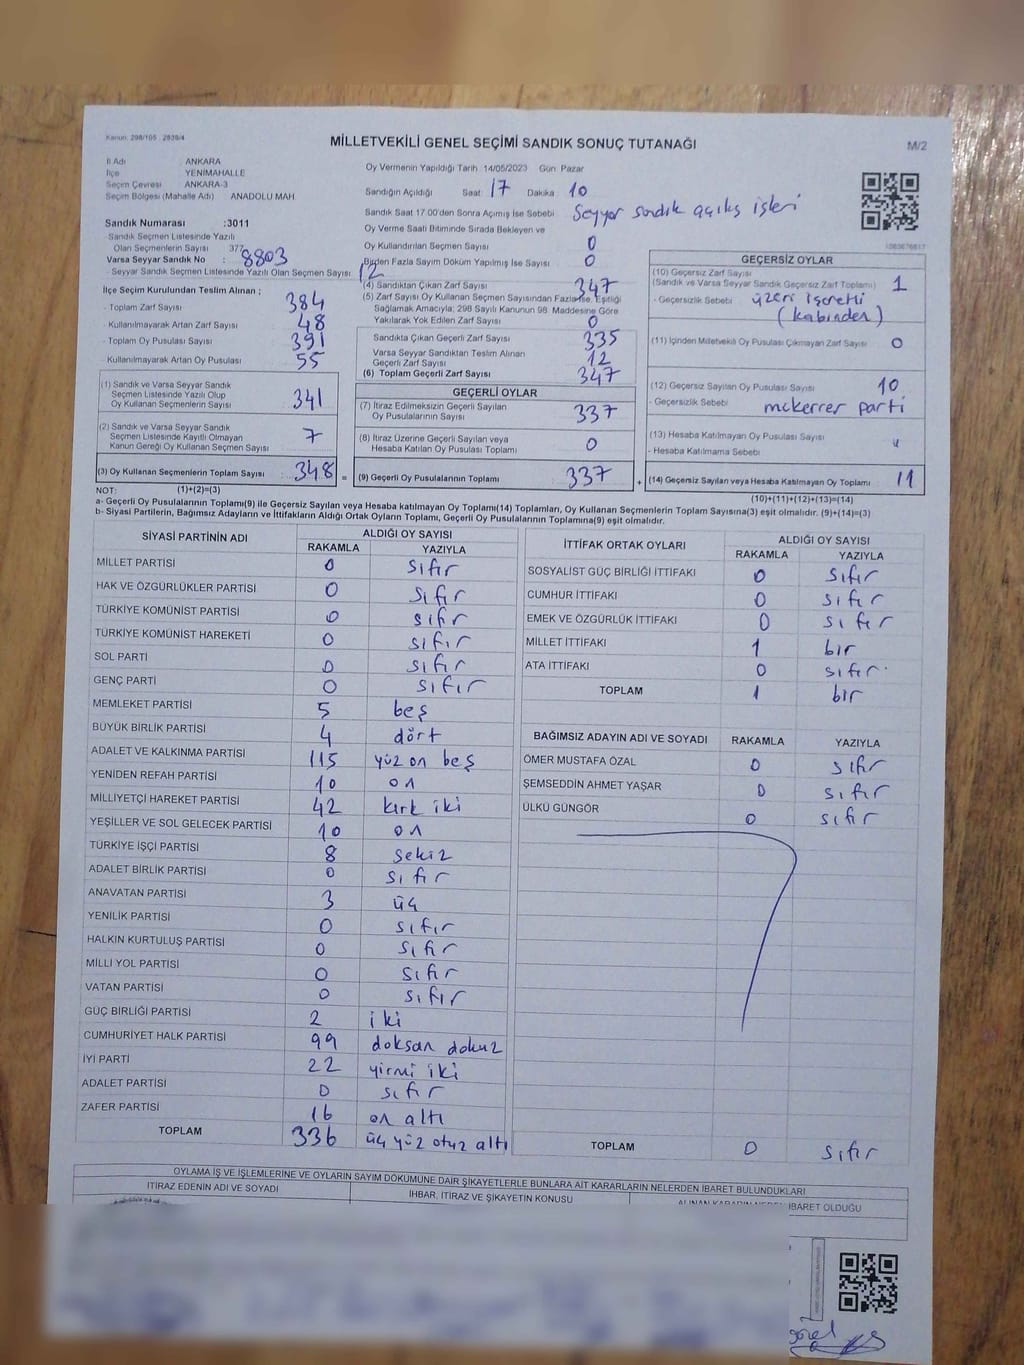 Kanun: 298/105 , 2839/4
MİLLETVEKİLİ GENEL SEÇİMİ SANDIK SONUÇ TUTANAĞI
M/2
İl Adı ANKARA
İlçe YENİMAHALLE
Seçim Çevresi ANKARA-3
Seçim Bölgesi (Mahalle Adı) ANADOLU MAH
Oy Vermenin Yapıldığı Tarih 14/05/2023 Gün Pazar
Sandığın Açıldığı Saat 17 Dakika 10
Sandık Saat 17:00'den Sonra Açımış İse Sebebi Seyyar sandık açılış işleri
Oy Verme Saati Bitiminde Sırada Bekleyen ve
Oy Kullandırılan Seçmen Sayısı 0
Birden Fazla Sayım Döküm Yapılmış İse Sayısı 0
Sandık Numarası :3011
Sandık Seçmen Listesinde Yazılı
Olan Seçmenlerin Sayısı 377
Varsa Seyyar Sandık No : 8803
Seyyar Sandık Seçmen Listesinde Yazılı Olan Seçmen Sayısı: 12
İlçe Seçim Kurulundan Teslim Alınan ;
- Toplam Zarf Sayısı 384
- Kullanılmayarak Artan Zarf Sayısı 48
- Toplam Oy Pusulası Sayısı 391
- Kullanılmayarak Artan Oy Pusulası 55
(1) Sandık ve Varsa Seyyar Sandık
Seçmen Listesinde Yazılı Olup
Oy Kullanan Seçmenlerin Sayısı 341
(2) Sandık ve Varsa Seyyar Sandık
Seçmen Listesinde Kayıtlı Olmayan
Kanun Gereği Oy Kullanan Seçmen Sayısı 7
(3) Oy Kullanan Seçmenlerin Toplam Sayısı : 348 =
(1)+(2)=(3)
(4) Sandıktan Çıkan Zarf Sayısı 347
(5) Zarf Sayısı Oy Kullanan Seçmen Sayısından Fazla İse, Eşitliği
Sağlamak Amacıyla, 298 Sayılı Kanunun 98. Maddesine Göre
Yakılarak Yok Edilen Zarf Sayısı 0
Sandıkta Çıkan Geçerli Zarf Sayısı 335
Varsa Seyyar Sandıktan Teslim Alınan
Geçerli Zarf Sayısı 12
(6) Toplam Geçerli Zarf Sayısı 347
GEÇERLİ OYLAR
(7) İtiraz Edilmeksizin Geçerli Sayılan
Oy Pusulalarının Sayısı 337
(8) İtiraz Üzerine Geçerli Sayılan veya
Hesaba Katılan Oy Pusulası Toplamı 0
(9) Geçerli Oy Pusulalarının Toplamı : 337 +
GEÇERSİZ OYLAR
(10) Geçersiz Zarf Sayısı
(Sandık ve Varsa Seyyar Sandık Geçersiz Zarf Toplamı) 1
- Geçersizlik Sebebi üzeri işaretli
(kabinden)
(11) İçinden Milletvekili Oy Pusulası Çıkmayan Zarf Sayısı 0
(12) Geçersiz Sayılan Oy Pusulası Sayısı 10
- Geçersizlik Sebebi mükerrer parti
(13) Hesaba Katılmayan Oy Pusulası Sayısı
- Hesaba Katılmama Sebebi
(14) Geçersiz Sayılan veya Hesaba Katılmayan Oy Toplamı 11
(10)+(11)+(12)+(13)=(14)
NOT:
a- Geçerli Oy Pusulasının Toplamı(9) ile Geçersiz Sayılan veya Hesaba katılmayan Oy Toplamı(14) Toplamları, Oy Kullanan Seçmenlerin Toplam Sayısına(3) eşit olmalıdır. (9)+(14)=(3)
b- Siyasi Partilerin, Bağımsız Adayların ve İttifakların Aldığı Ortak Oyların Toplamı, Geçerli Oy Pusulalarının Toplamına(9) eşit olmalıdır.
SİYASİ PARTİNİN ADI ALDIĞI OY SAYISI
RAKAMLA YAZIYLA
MİLLET PARTİSİ 0 sıfır
HAK VE ÖZGÜRLÜKLER PARTİSİ 0 sıfır
TÜRKİYE KOMÜNİST PARTİSİ 0 sıfır
TÜRKİYE KOMÜNİST HAREKETİ 0 sıfır
SOL PARTİ 0 sıfır
GENÇ PARTİ 0 sıfır
MEMLEKET PARTİSİ 5 beş
BÜYÜK BİRLİK PARTİSİ 4 dört
ADALET VE KALKINMA PARTİSİ 115 yüz on beş
YENİDEN REFAH PARTİSİ 10 on
MİLLİYETÇİ HAREKET PARTİSİ 42 kırk iki
YEŞİLLER VE SOL GELECEK PARTİSİ 10 on
TÜRKİYE İŞÇİ PARTİSİ 8 sekiz
ADALET BİRLİK PARTİSİ 0 sıfır
ANAVATAN PARTİSİ 3 üç
YENİLİK PARTİSİ 0 sıfır
HALKIN KURTULUŞ PARTİSİ 0 sıfır
MİLLİ YOL PARTİSİ 0 sıfır
VATAN PARTİSİ 0 sıfır
GÜÇ BİRLİĞİ PARTİSİ 2 iki
CUMHURİYET HALK PARTİSİ 99 doksan dokuz
İYİ PARTİ 22 yirmi iki
ADALET PARTİSİ 0 sıfır
ZAFER PARTİSİ 16 on altı
TOPLAM 336 üç yüz otuz altı
İTTİFAK ORTAK OYLARI ALDIĞI OY SAYISI
RAKAMLA YAZIYLA
SOSYALİST GÜÇ BİRLİĞİ İTTİFAKI 0 sıfır
CUMHUR İTTİFAKI 0 sıfır
EMEK VE ÖZGÜRLÜK İTTİFAKI 0 sıfır
MİLLET İTTİFAKI 1 bir
ATA İTTİFAKI 0 sıfır
TOPLAM 1 bir
BAĞIMSIZ ADAYIN ADI VE SOYADI RAKAMLA YAZIYLA
ÖMER MUSTAFA ÖZAL 0 sıfır
ŞEMSEDDİN AHMET YAŞAR 0 sıfır
ÜLKÜ GÜNGÖR 0 sıfır
TOPLAM 0 sıfır
OYLAMA İŞ VE İŞLEMLERİNE VE OYLARIN SAYIM DÖKÜMÜNE DAİR ŞİKAYETLERLE BUNLARA AİT KARARLARIN NELERDEN İBARET BULUNDUKLARI
İTİRAZ EDENİN ADI VE SOYADI İHBAR, İTİRAZ VE ŞİKAYETİN KONUSU İBARET OLDUĞU